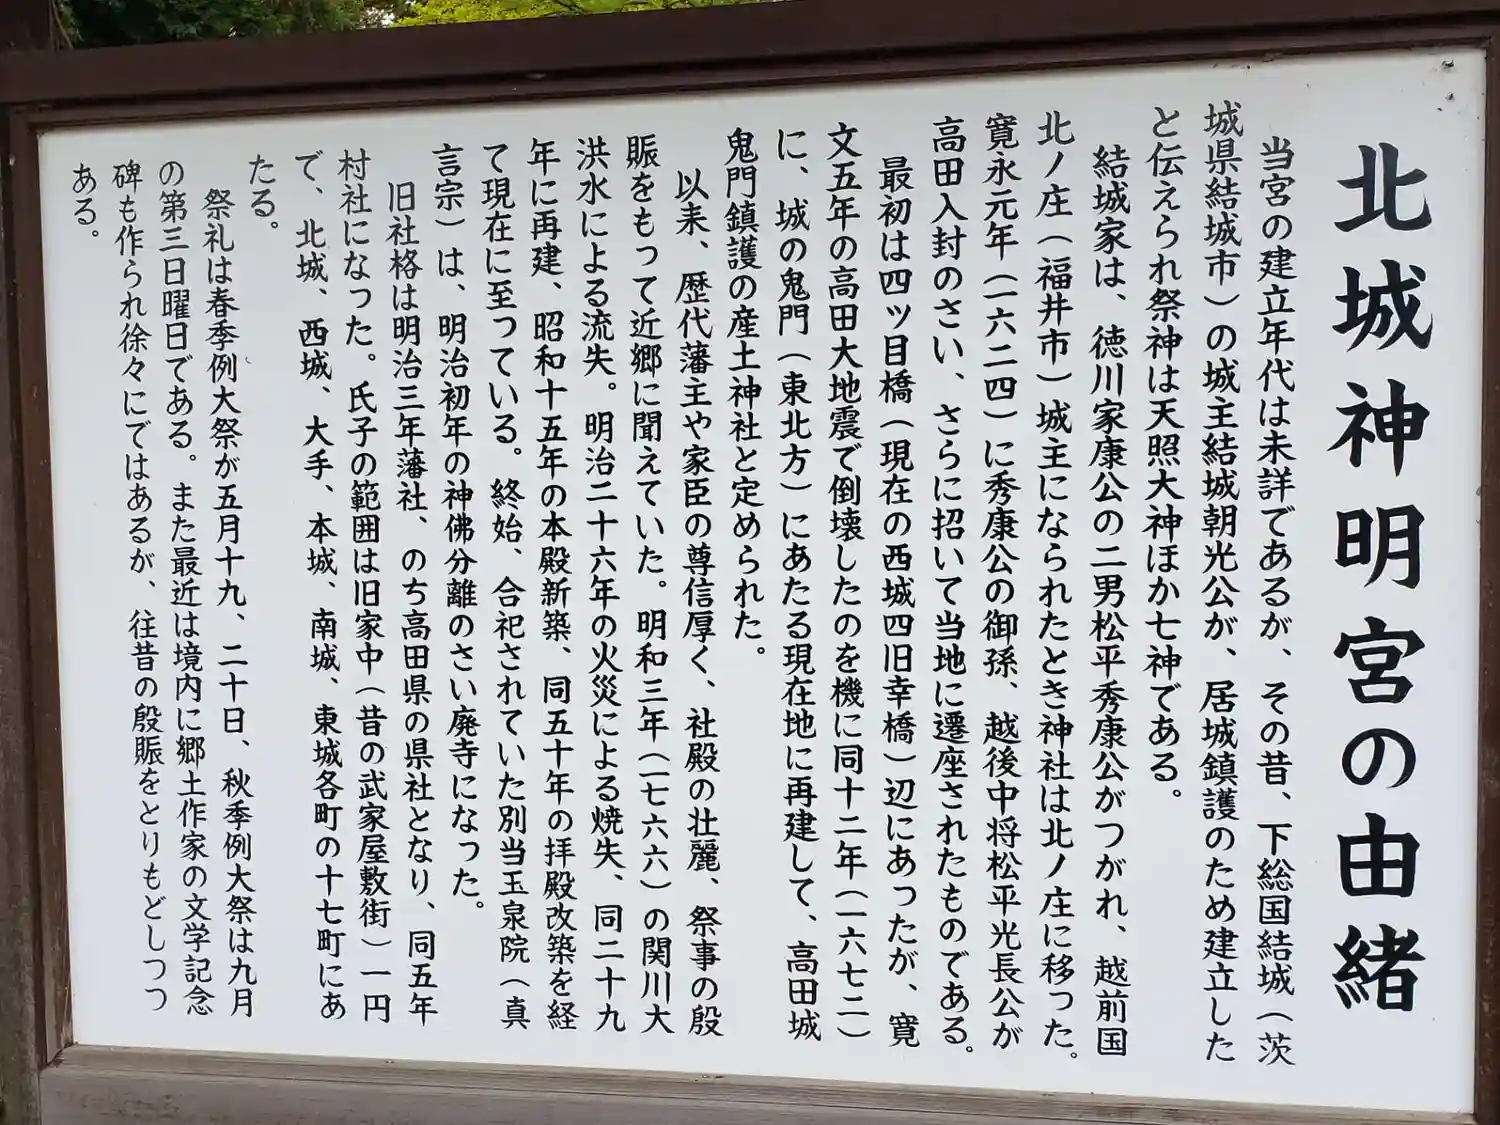 北城神明宮の由緒
当宮の建立年代は未詳であるが、その昔、下総国結城（茨
城県結城市）の城主結城朝光公が、居城鎮護のため建立した
と伝えられ祭神は天照大神ほか七神である。
結城家は、徳川家康公の二男松平秀康公がつがれ、越前国
北ノ庄（福井市）城主になられたとき神社は北ノ庄に移った。
寛永元年（一六二四）に秀康公の御孫、越後中将松平光長公が
高田入封のさい、さらに招いて当地に遷座されたものである。
最初は四ツ目橋（現在の西城四旧幸橋）辺にあったが、寛
文五年の高田大地震で倒壊したのを機に同十二年（一六七二）
に、城の鬼門（東北方）にあたる現在地に再建して、高田城
鬼門鎮護の産土神社と定められた。
以来、歴代藩主や家臣の尊信厚く、社殿の壮麗、祭事の殷
賑をもって近郷に聞えていた。明和三年（一七六六）の関川大
洪水による流失。明治二十六年の火災による焼失、同二十九
年に再建、昭和十五年の本殿新築、同五十年の拝殿改築を経
て現在に至っている。終始、合祀されていた別当玉泉院（真
言宗）は、明治初年の神佛分離のさい廃寺になった。
旧社格は明治三年藩社、のち高田県の県社となり、同五年
村社になった。氏子の範囲は旧家中（昔の武家屋敷街）一円
で、北城、西城、大手、本城、南城、東城各町の十七町にあ
たる。
祭礼は春季例大祭が五月十九、二十日、秋季例大祭は九月
の第三日曜日である。また最近は境内に郷土作家の文学記念
碑も作られ徐々にではあるが、往昔の殷賑をとりもどしつつ
ある。